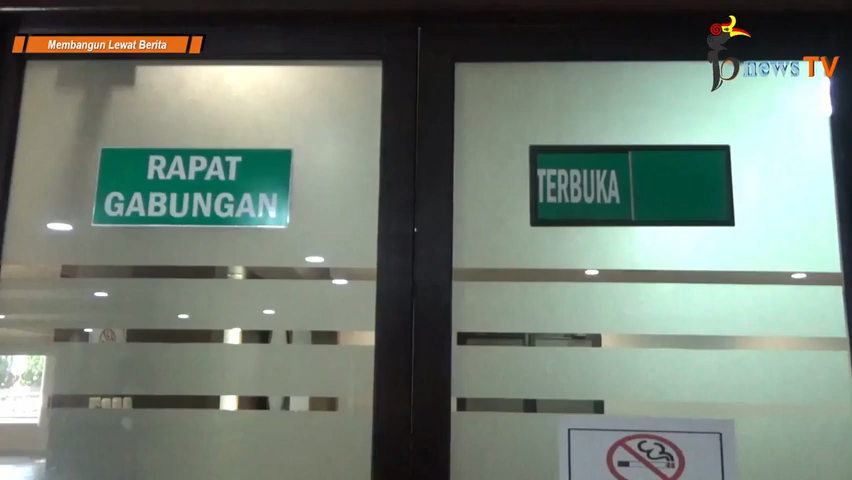 Membangun Lewat Berita
newsTV
RAPAT
GABUNGAN
TERBUKA